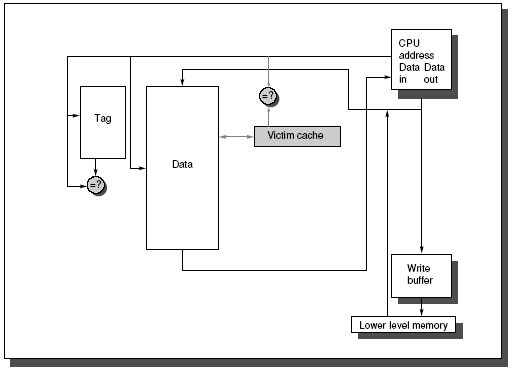 CPU
address
Data Data
in out
=?
Tag
Victim cache
Data
=?
Write
buffer
Lower level memory